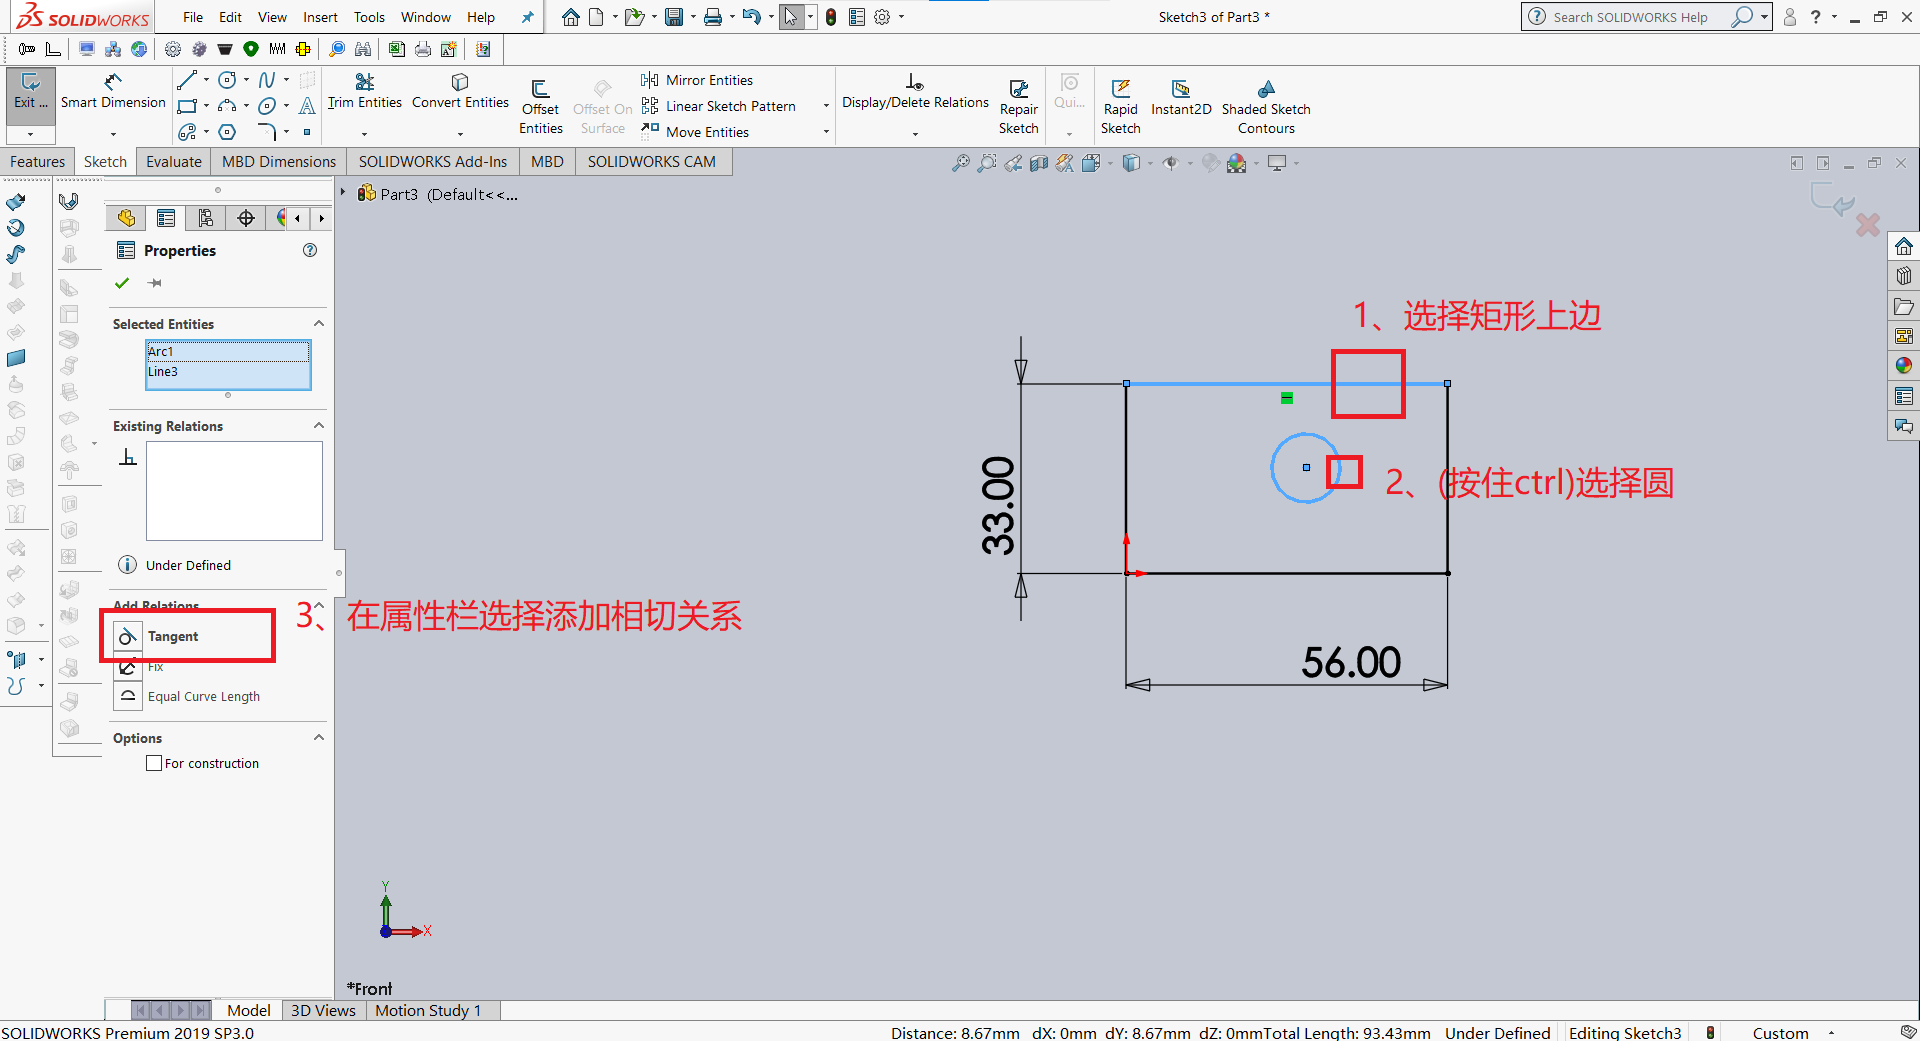 SOLIDWORKS
File Edit View Insert Tools Window Help
Sketch3 of Part3 *
Search SOLIDWORKS Help
?
Exit ...
Smart Dimension
Trim Entities
Convert Entities
Offset Entities
Offset On Surface
Mirror Entities
Linear Sketch Pattern
Move Entities
Display/Delete Relations
Repair Sketch
Qui...
Rapid Sketch
Instant2D
Shaded Sketch Contours
Features Sketch Evaluate MBD Dimensions SOLIDWORKS Add-Ins MBD SOLIDWORKS CAM
Part3 (Default<<...
Properties
Selected Entities
Arc1
Line3
Existing Relations
Under Defined
Add Relations
Tangent
Fix
Equal Curve Length
Options
For construction
1、选择矩形上边
2、(按住ctrl)选择圆
3、在属性栏选择添加相切关系
33.00
56.00
Y
X
*Front
Model 3D Views Motion Study 1
SOLIDWORKS Premium 2019 SP3.0
Distance: 8.67mm dX: 0mm dY: 8.67mm dZ: 0mmTotal Length: 93.43mm Under Defined Editing Sketch3 Custom